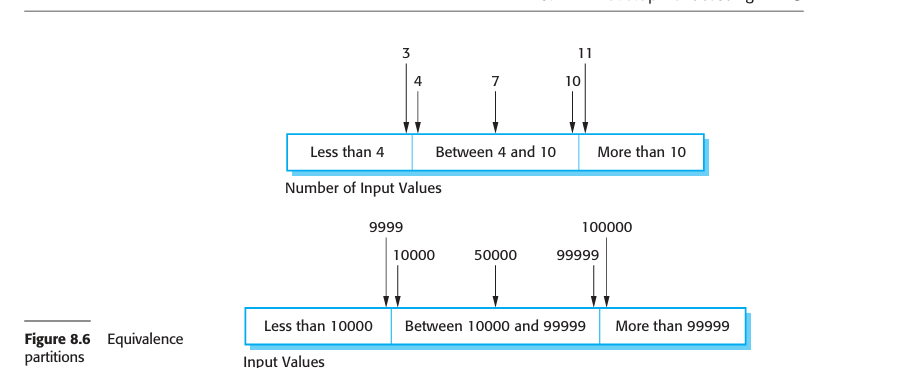 3
11
4
7
10
Less than 4
Between 4 and 10
More than 10
Number of Input Values
9999
100000
10000
50000
99999
Less than 10000
Between 10000 and 99999
More than 99999
Figure 8.6 Equivalence
partitions
Input Values